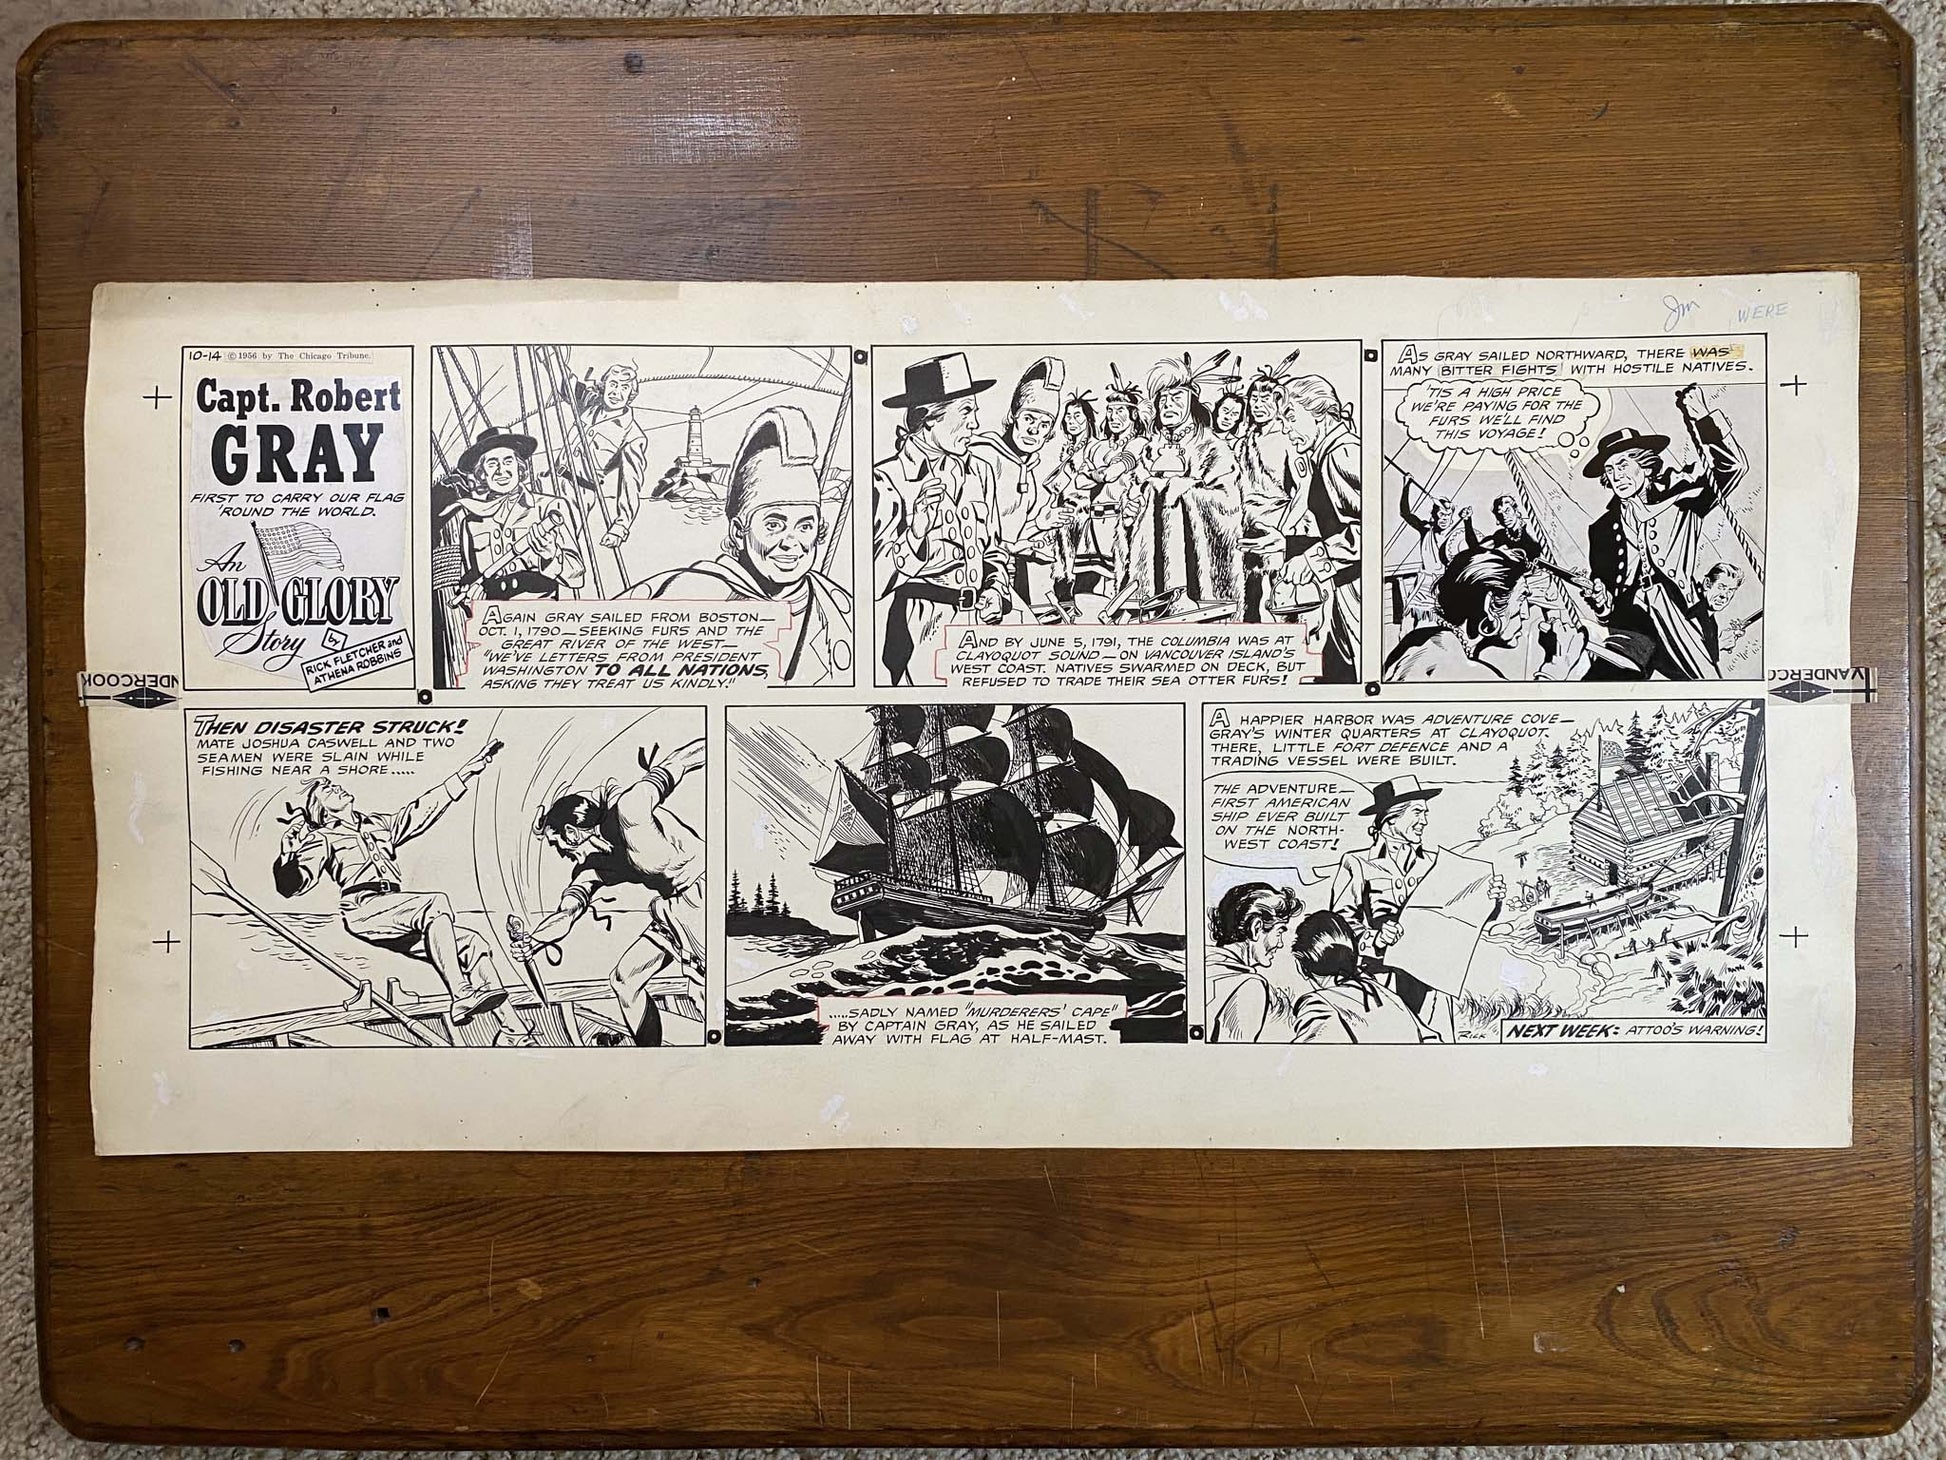 Jim WERE
10-14 © 1956 by The Chicago Tribune.
Capt. Robert
GRAY
FIRST TO CARRY OUR FLAG
'ROUND THE WORLD.
An
OLD GLORY
Story
by
RICK FLETCHER and
ATHENA ROBBINS
AGAIN GRAY SAILED FROM BOSTON—
OCT. 1, 1790—SEEKING FURS AND THE
GREAT RIVER OF THE WEST—
"WE'VE LETTERS FROM PRESIDENT
WASHINGTON TO ALL NATIONS,
ASKING THEY TREAT US KINDLY."
AND BY JUNE 5, 1791, THE COLUMBIA WAS AT
CLAYOQUOT SOUND—ON VANCOUVER ISLAND'S
WEST COAST. NATIVES SWARMED ON DECK, BUT
REFUSED TO TRADE THEIR SEA OTTER FURS!
AS GRAY SAILED NORTHWARD, THERE WAS
MANY BITTER FIGHTS WITH HOSTILE NATIVES.
'TIS A HIGH PRICE
WE'RE PAYING FOR THE
FURS WE'LL FIND
THIS VOYAGE!
NDERCOOK
VANDERCO
THEN DISASTER STRUCK!
MATE JOSHUA CASWELL AND TWO
SEAMEN WERE SLAIN WHILE
FISHING NEAR A SHORE.....
.....SADLY NAMED "MURDERERS' CAPE"
BY CAPTAIN GRAY, AS HE SAILED
AWAY WITH FLAG AT HALF-MAST.
A HAPPIER HARBOR WAS ADVENTURE COVE—
GRAY'S WINTER QUARTERS AT CLAYOQUOT.
THERE, LITTLE FORT DEFENCE AND A
TRADING VESSEL WERE BUILT.
THE ADVENTURE—
FIRST AMERICAN
SHIP EVER BUILT
ON THE NORTH-
WEST COAST!
RICK
NEXT WEEK: ATTOO'S WARNING!